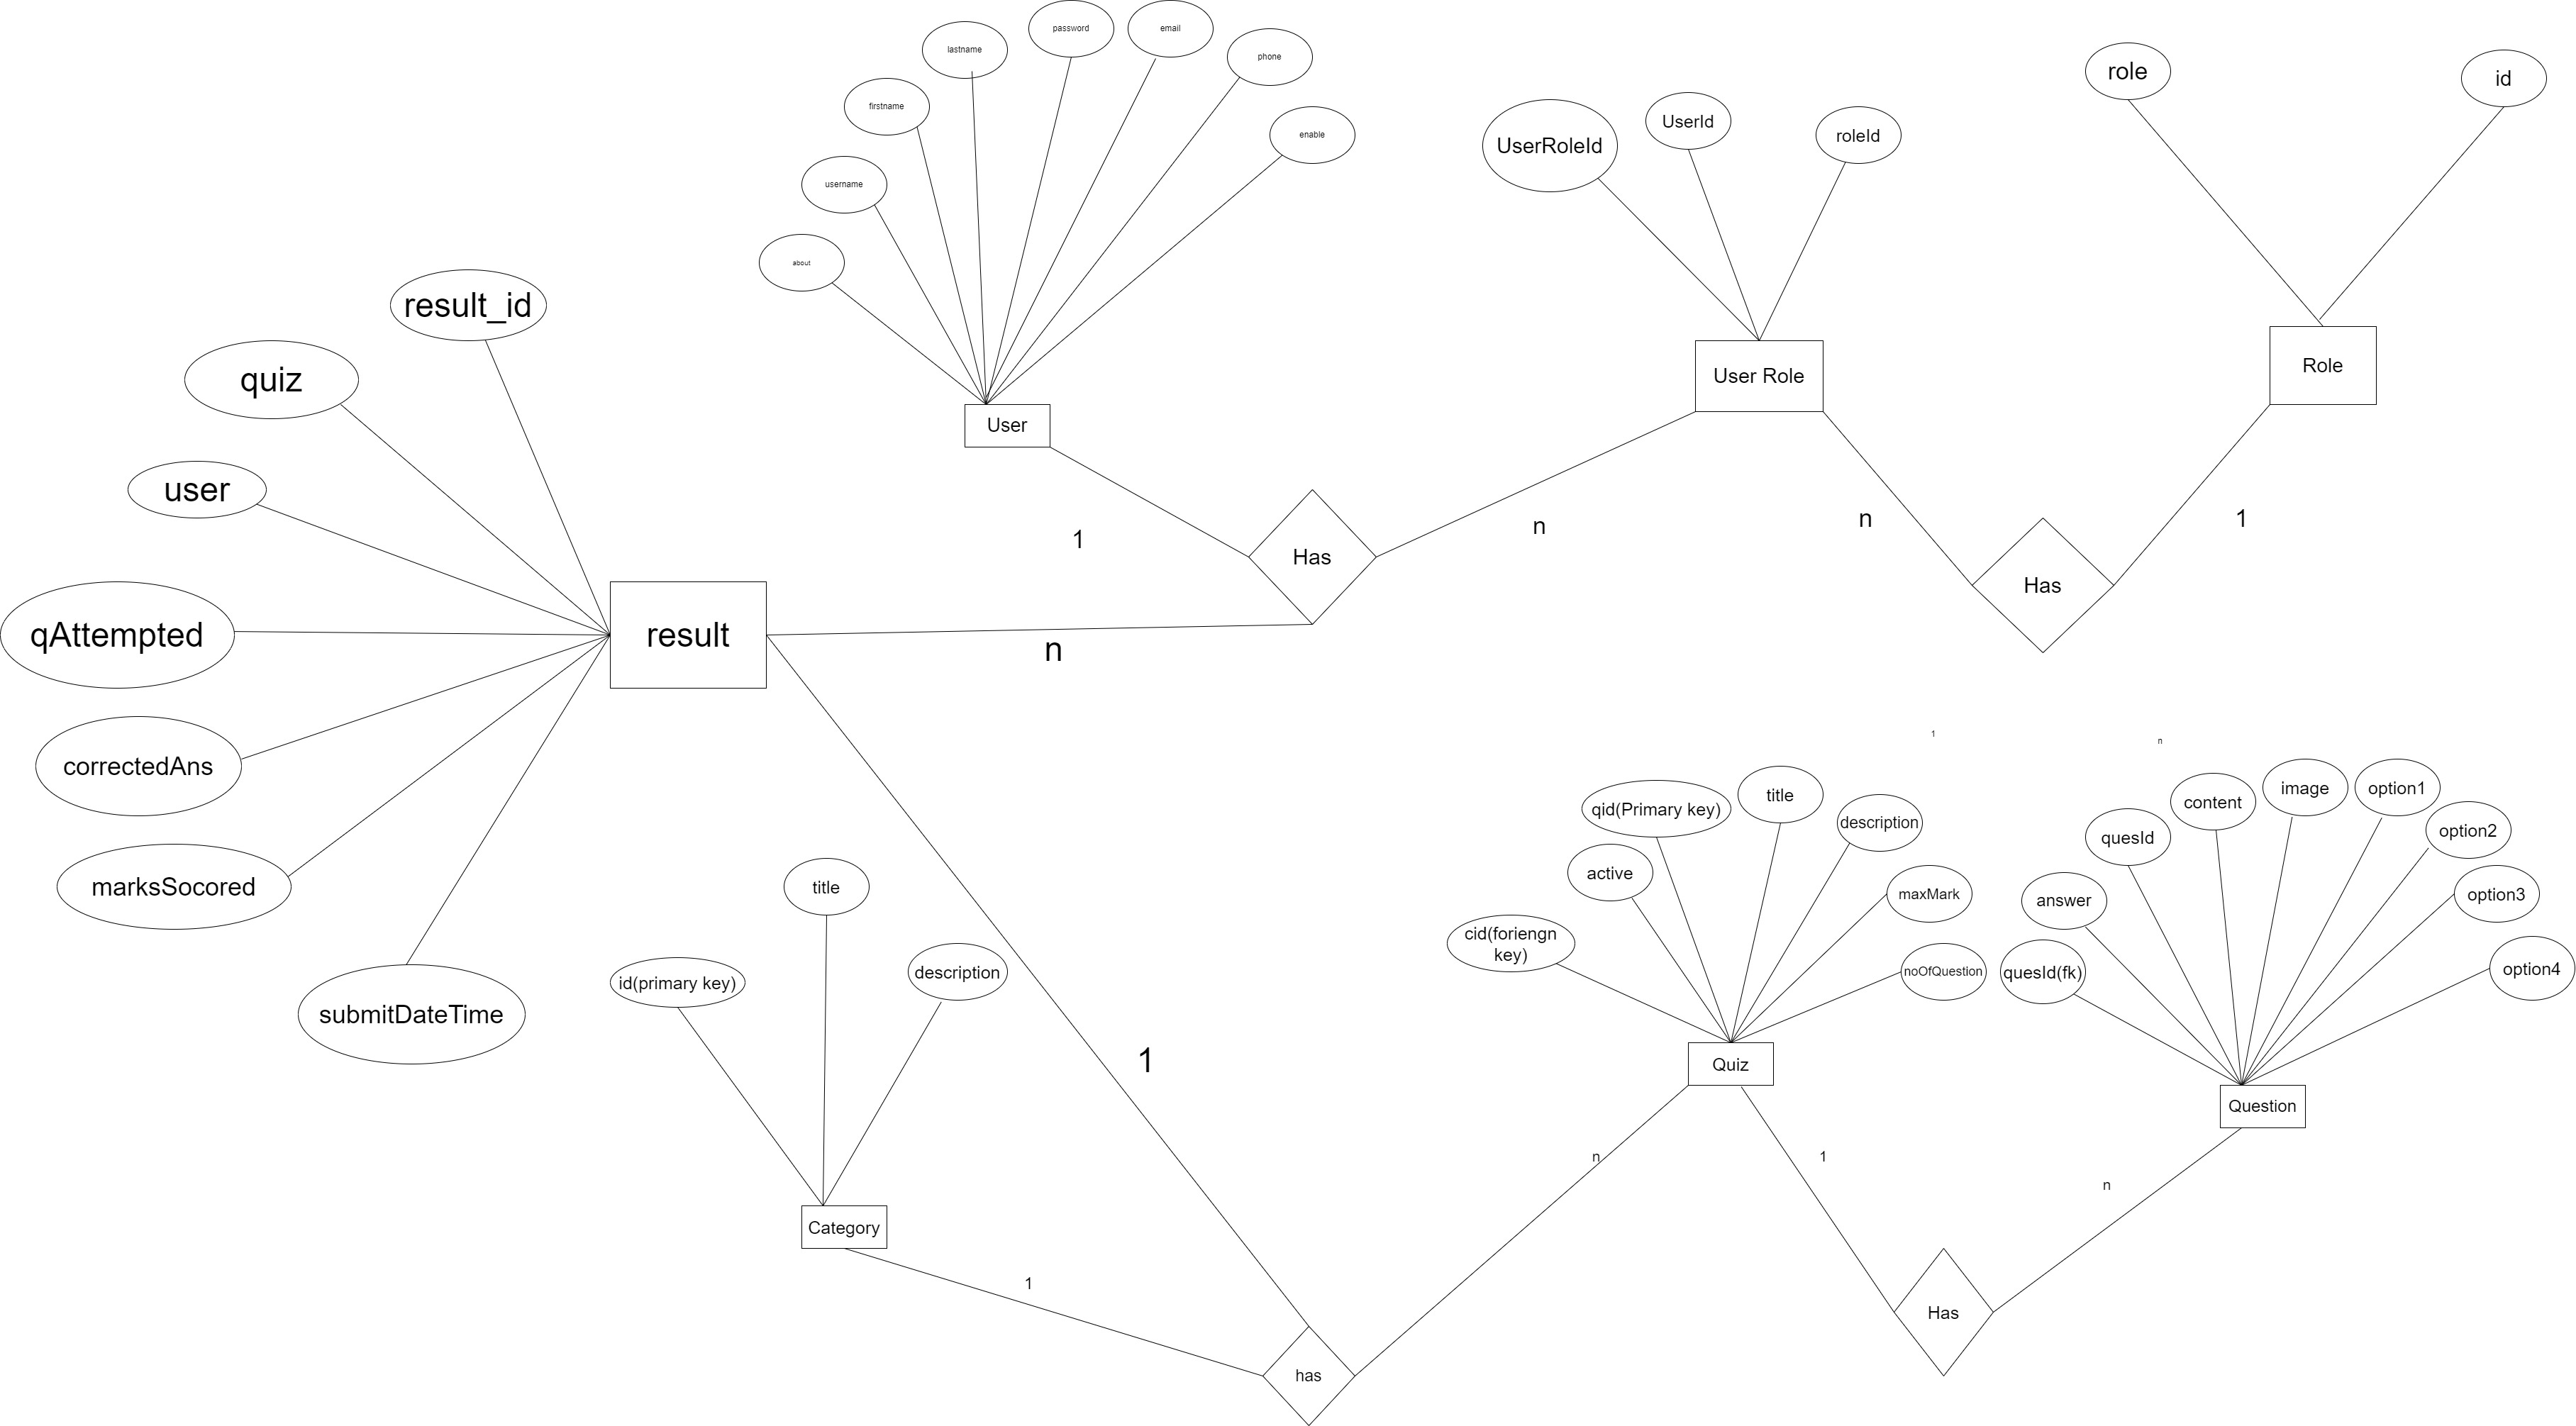 password
email
lastname
phone
firstname
enable
username
about
User
UserRoleId
UserId
roleId
User Role
role
id
Role
1
Has
n
n
Has
1
result_id
quiz
user
qAttempted
correctedAns
marksSocored
submitDateTime
result
n
1
id(primary key)
title
description
Category
1
has
n
1
n
cid(foriengn
key)
active
qid(Primary key)
title
description
maxMark
noOfQuestion
Quiz
1
Has
n
quesId(fk)
answer
quesId
content
image
option1
option2
option3
option4
Question